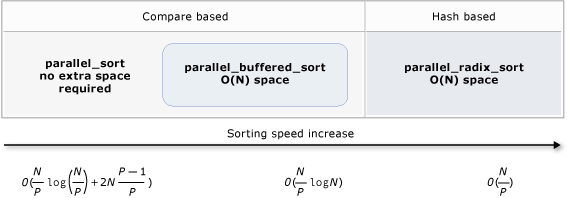 Compare based
Hash based
parallel_sort
no extra space
required
parallel_buffered_sort
O(N) space
parallel_radix_sort
O(N) space
Sorting speed increase
O(N/P log(N/P) + 2N P−1/P)
O(N/P logN)
O(N/P)